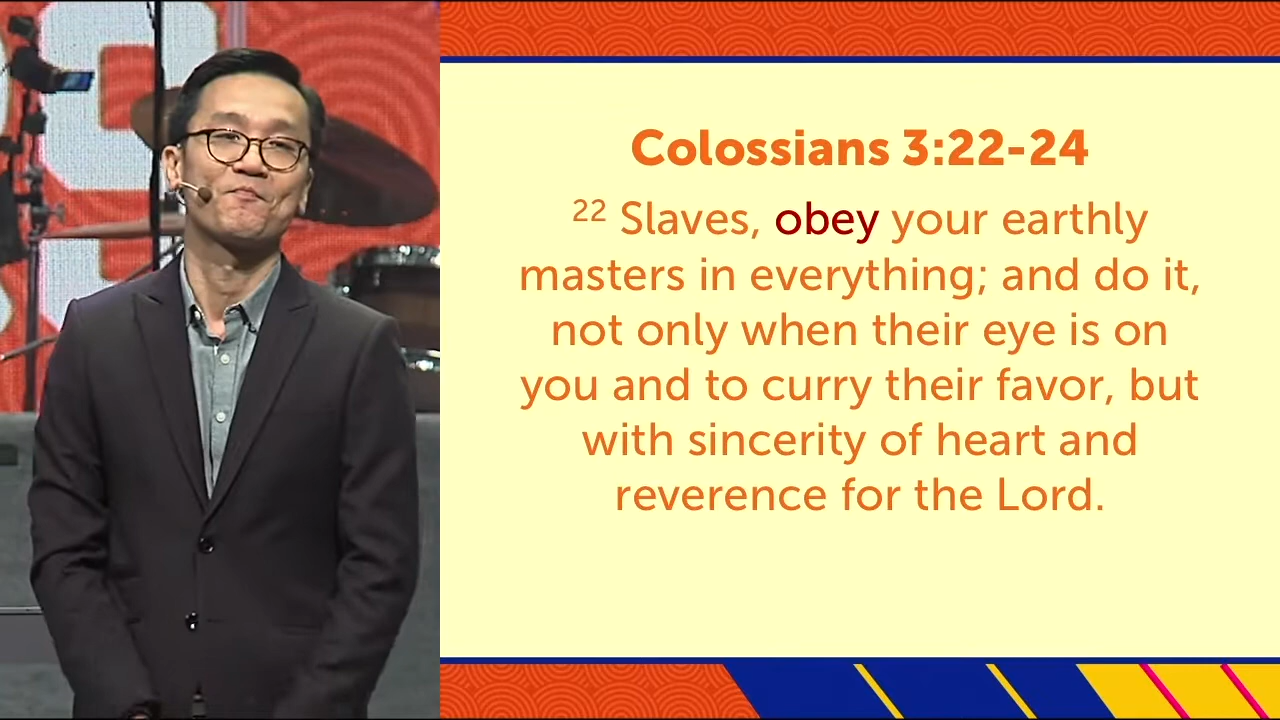 Colossians 3:22-24
22 Slaves, obey your earthly
masters in everything; and do it,
not only when their eye is on
you and to curry their favor, but
with sincerity of heart and
reverence for the Lord.